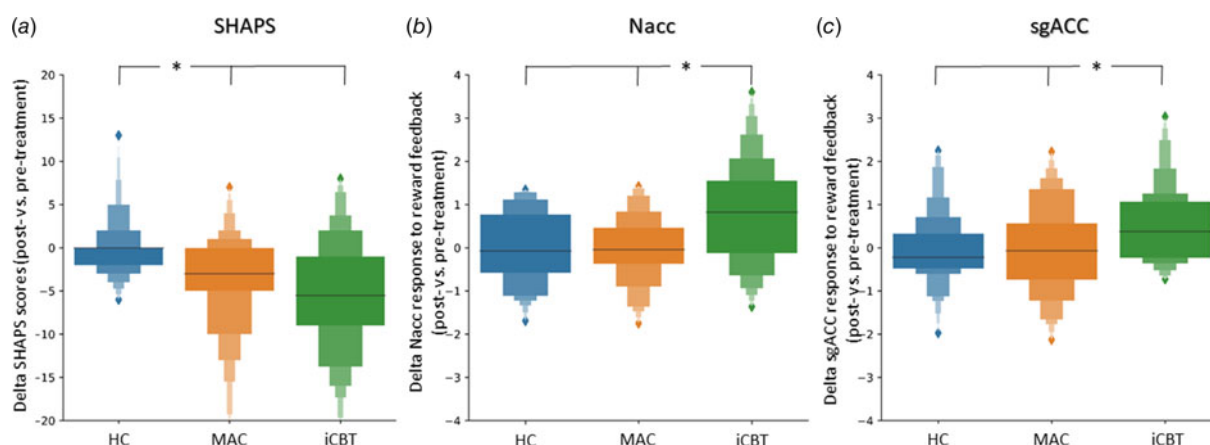 (a) SHAPS
Delta SHAPS scores (post- vs. pre-treatment)
20
15
10
5
0
−5
−10
−15
−20
*
HC MAC iCBT
(b) Nacc
Delta Nacc response to reward feedback
(post- vs. pre-treatment)
4
3
2
1
0
−1
−2
−3
−4
*
HC MAC iCBT
(c) sgACC
Delta sgACC response to reward feedback
(post- vs. pre-treatment)
4
3
2
1
0
−1
−2
−3
−4
*
HC MAC iCBT